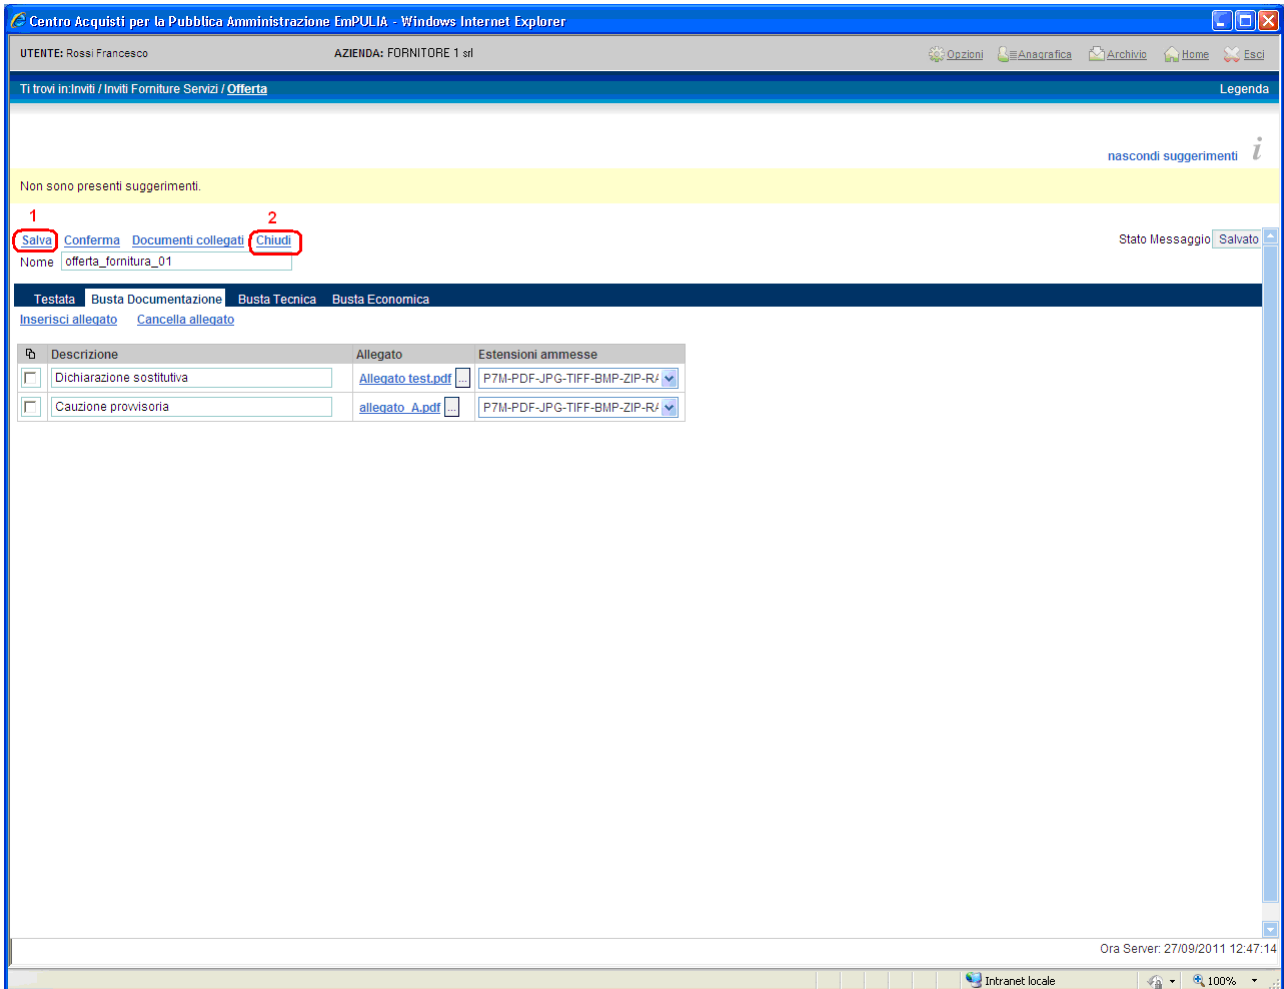 Centro Acquisti per la Pubblica Amministrazione EmPULIA - Windows Internet Explorer
UTENTE: Rossi Francesco AZIENDA: FORNITORE 1 srl Opzioni Anagrafica Archivio Home Esci
Ti trovi in:Inviti / Inviti Forniture Servizi / Offerta Legenda
nascondi suggerimenti i
Non sono presenti suggerimenti.
1 2
Salva Conferma Documenti collegati Chiudi Stato Messaggio Salvato
Nome offerta_fornitura_01
Testata Busta Documentazione Busta Tecnica Busta Economica
Inserisci allegato Cancella allegato
Descrizione Allegato Estensioni ammesse
Dichiarazione sostitutiva Allegato test.pdf ... P7M-PDF-JPG-TIFF-BMP-ZIP-RA
Cauzione provvisoria allegato_A.pdf ... P7M-PDF-JPG-TIFF-BMP-ZIP-RA
Ora Server: 27/09/2011 12:47:14
Intranet locale 100%